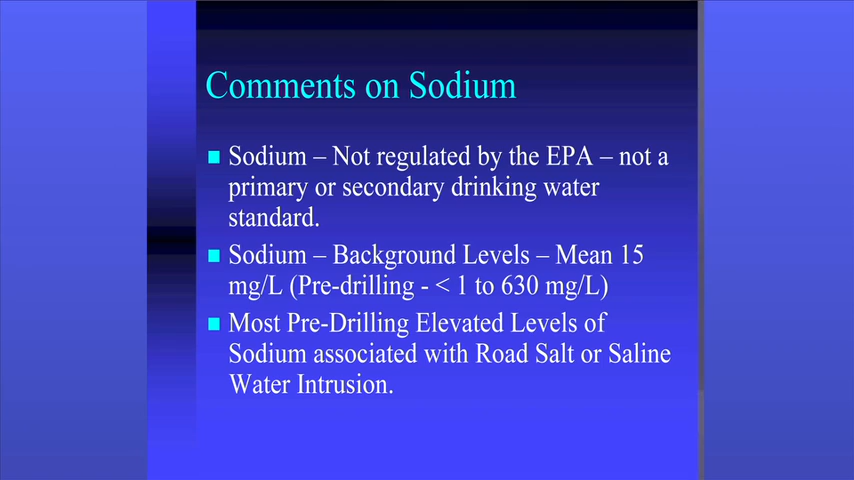 Comments on Sodium
Sodium – Not regulated by the EPA – not a
primary or secondary drinking water
standard.
Sodium – Background Levels – Mean 15
mg/L (Pre-drilling - < 1 to 630 mg/L)
Most Pre-Drilling Elevated Levels of
Sodium associated with Road Salt or Saline
Water Intrusion.